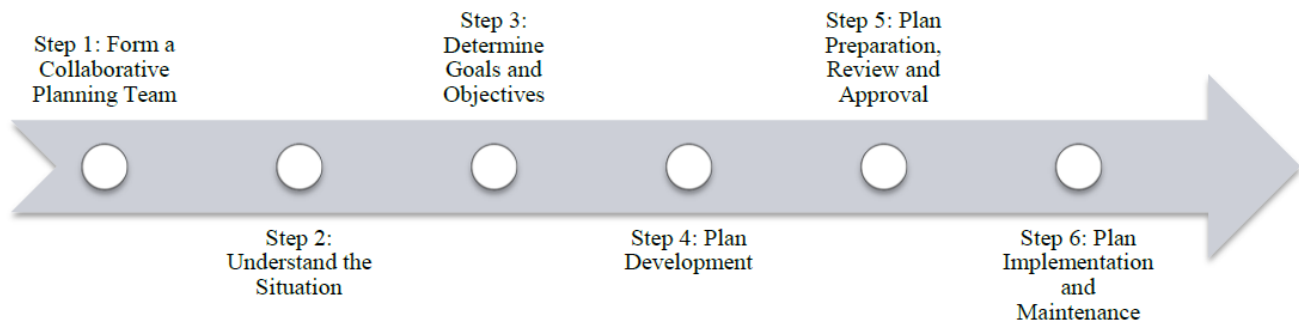 Step 1: Form a
Collaborative
Planning Team
Step 2:
Understand the
Situation
Step 3:
Determine
Goals and
Objectives
Step 4: Plan
Development
Step 5: Plan
Preparation,
Review and
Approval
Step 6: Plan
Implementation
and
Maintenance